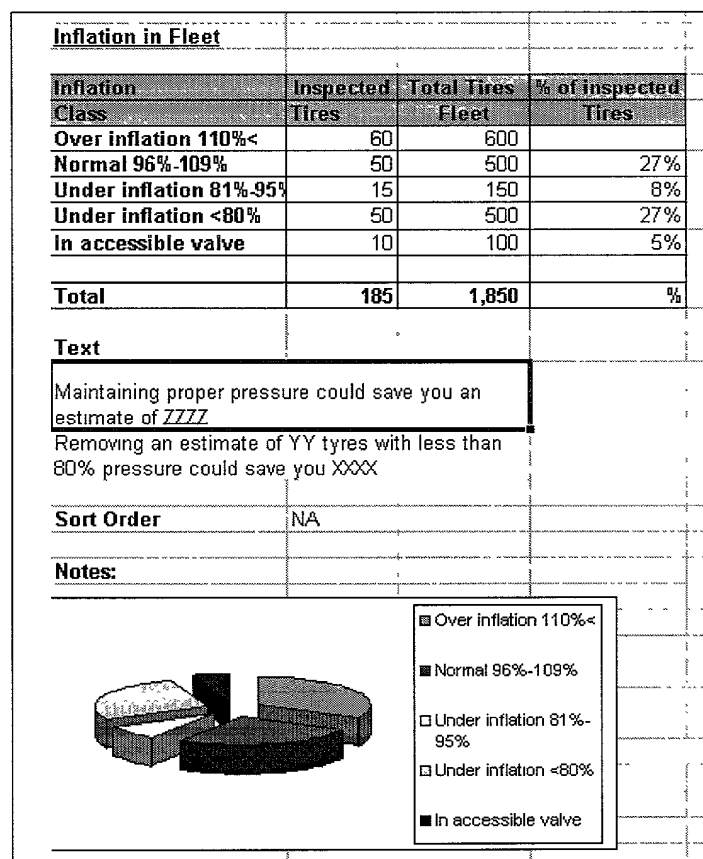 Inflation in Fleet
Inflation Inspected Total Tires % of inspected
Class Tires Fleet Tires
Over inflation 110%< 60 600
Normal 96%-109% 50 500 27%
Under inflation 81%-95% 15 150 8%
Under inflation <80% 50 500 27%
In accessible valve 10 100 5%
Total 185 1,850 %
Text
Maintaining proper pressure could save you an
estimate of ZZZZ
Removing an estimate of YY tyres with less than
80% pressure could save you XXXX
Sort Order NA
Notes:
Over inflation 110%<
Normal 96%-109%
Under inflation 81%-
95%
Under inflation <80%
In accessible valve